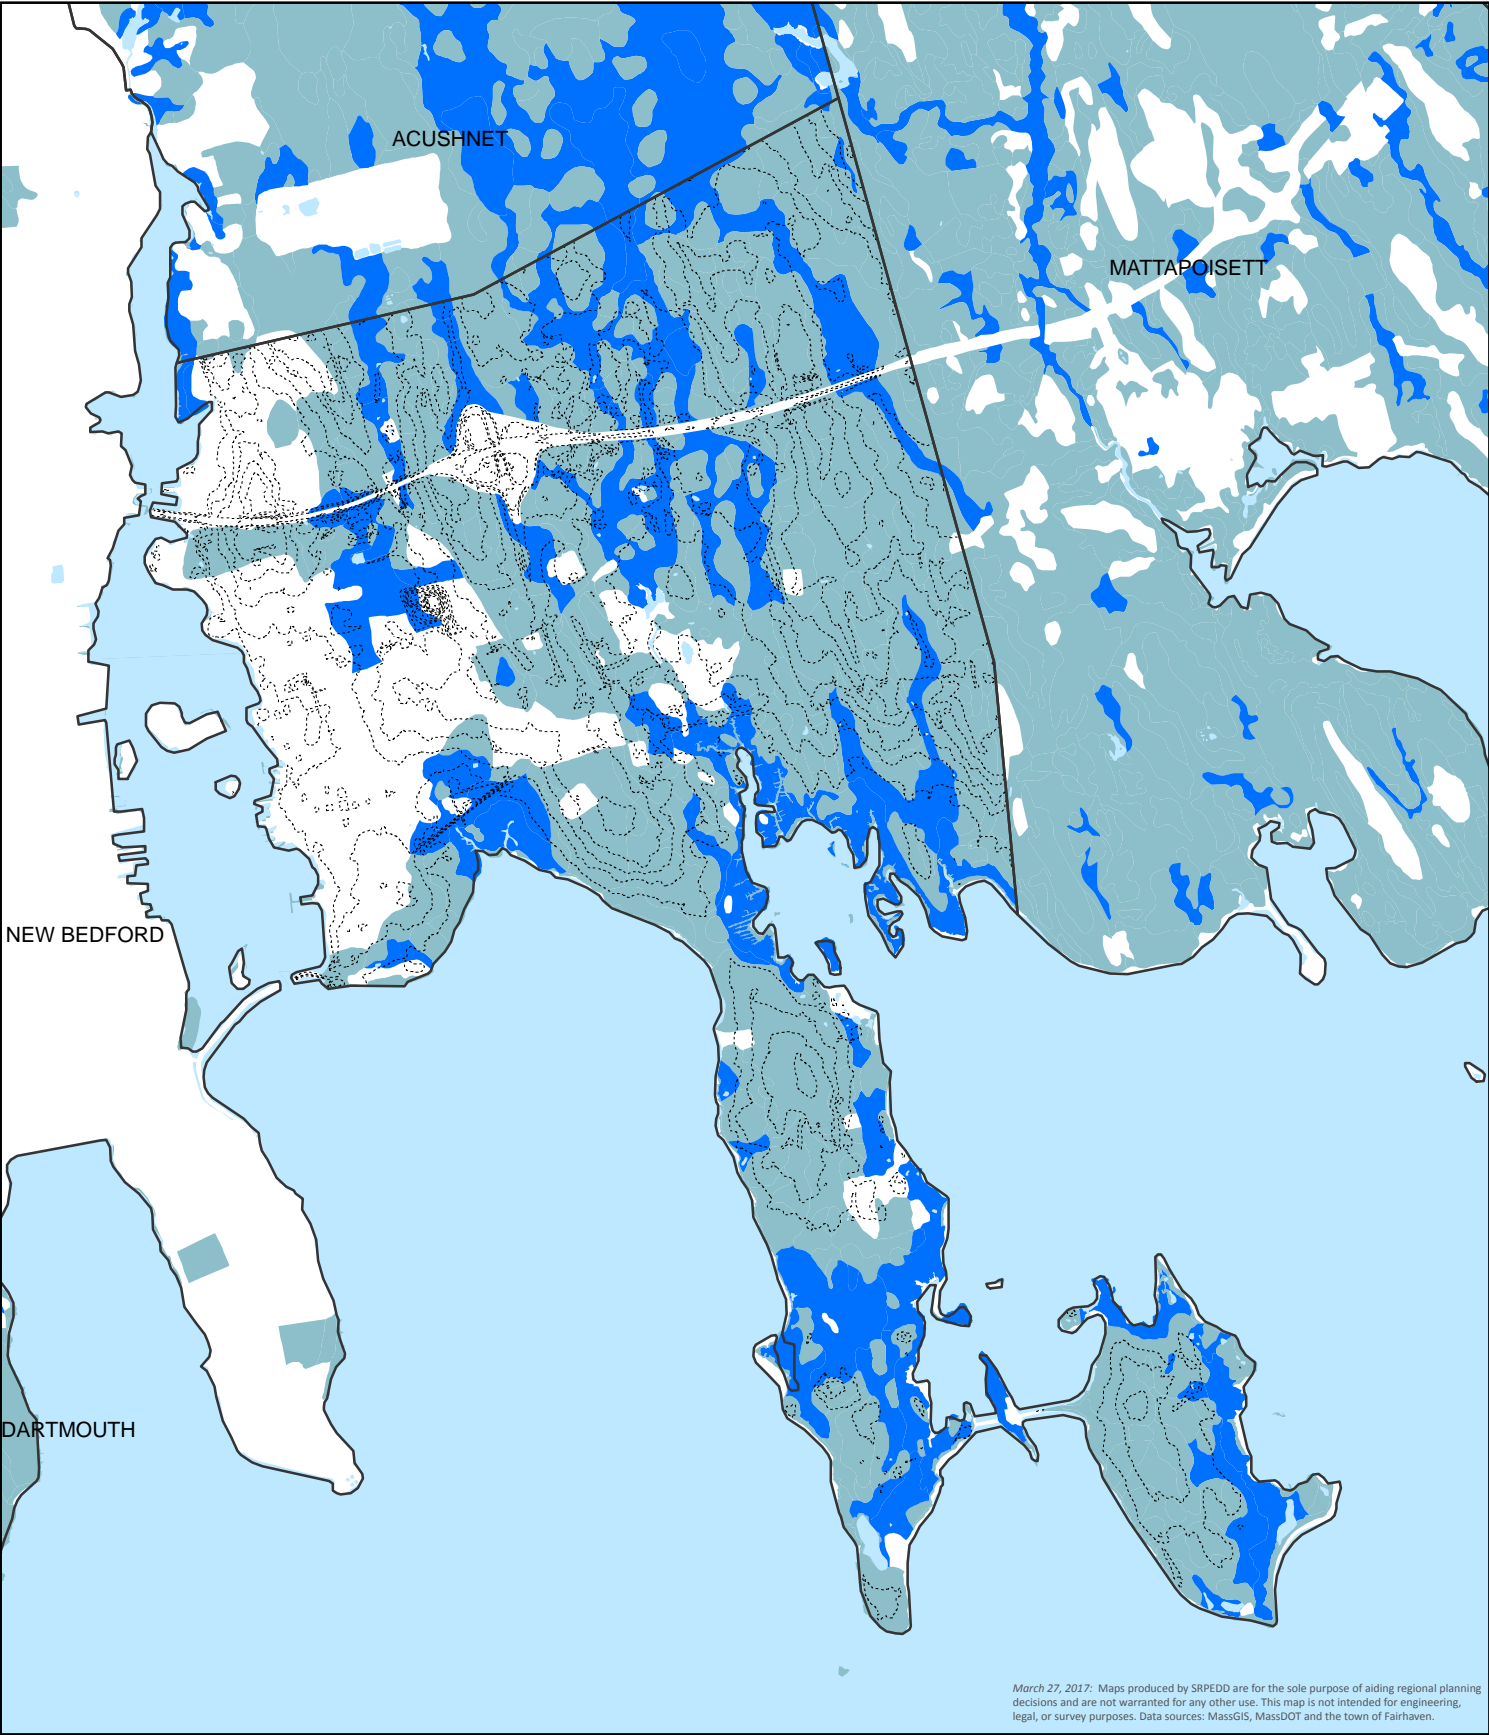 ACUSHNET
MATTAPOISETT
NEW BEDFORD
DARTMOUTH
March 27, 2017: Maps produced by SRPEDD are for the sole purpose of aiding regional planning
decisions and are not warranted for any other use. This map is not intended for engineering,
legal, or survey purposes. Data sources: MassGIS, MassDOT and the town of Fairhaven.